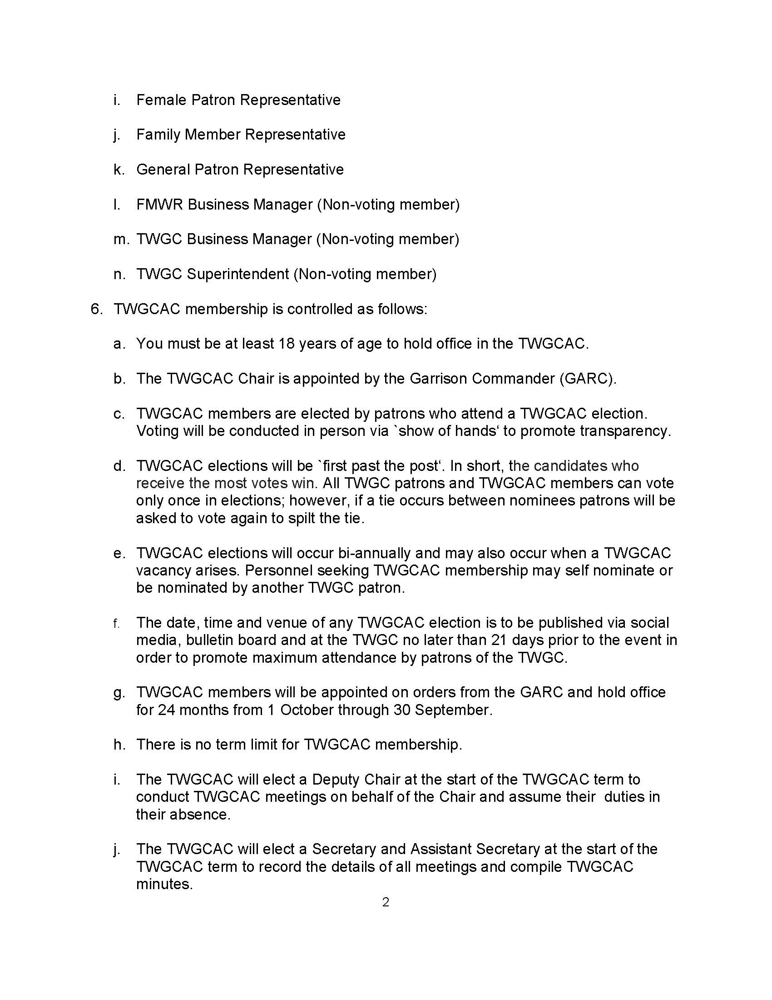 i. Female Patron Representative
j. Family Member Representative
k. General Patron Representative
l. FMWR Business Manager (Non-voting member)
m. TWGC Business Manager (Non-voting member)
n. TWGC Superintendent (Non-voting member)
6. TWGCAC membership is controlled as follows:
a. You must be at least 18 years of age to hold office in the TWGCAC.
b. The TWGCAC Chair is appointed by the Garrison Commander (GARC).
c. TWGCAC members are elected by patrons who attend a TWGCAC election.
Voting will be conducted in person via `show of hands‘ to promote transparency.
d. TWGCAC elections will be `first past the post‘. In short, the candidates who
receive the most votes win. All TWGC patrons and TWGCAC members can vote
only once in elections; however, if a tie occurs between nominees patrons will be
asked to vote again to spilt the tie.
e. TWGCAC elections will occur bi-annually and may also occur when a TWGCAC
vacancy arises. Personnel seeking TWGCAC membership may self nominate or
be nominated by another TWGC patron.
f. The date, time and venue of any TWGCAC election is to be published via social
media, bulletin board and at the TWGC no later than 21 days prior to the event in
order to promote maximum attendance by patrons of the TWGC.
g. TWGCAC members will be appointed on orders from the GARC and hold office
for 24 months from 1 October through 30 September.
h. There is no term limit for TWGCAC membership.
i. The TWGCAC will elect a Deputy Chair at the start of the TWGCAC term to
conduct TWGCAC meetings on behalf of the Chair and assume their  duties in
their absence.
j. The TWGCAC will elect a Secretary and Assistant Secretary at the start of the
TWGCAC term to record the details of all meetings and compile TWGCAC
minutes.
2